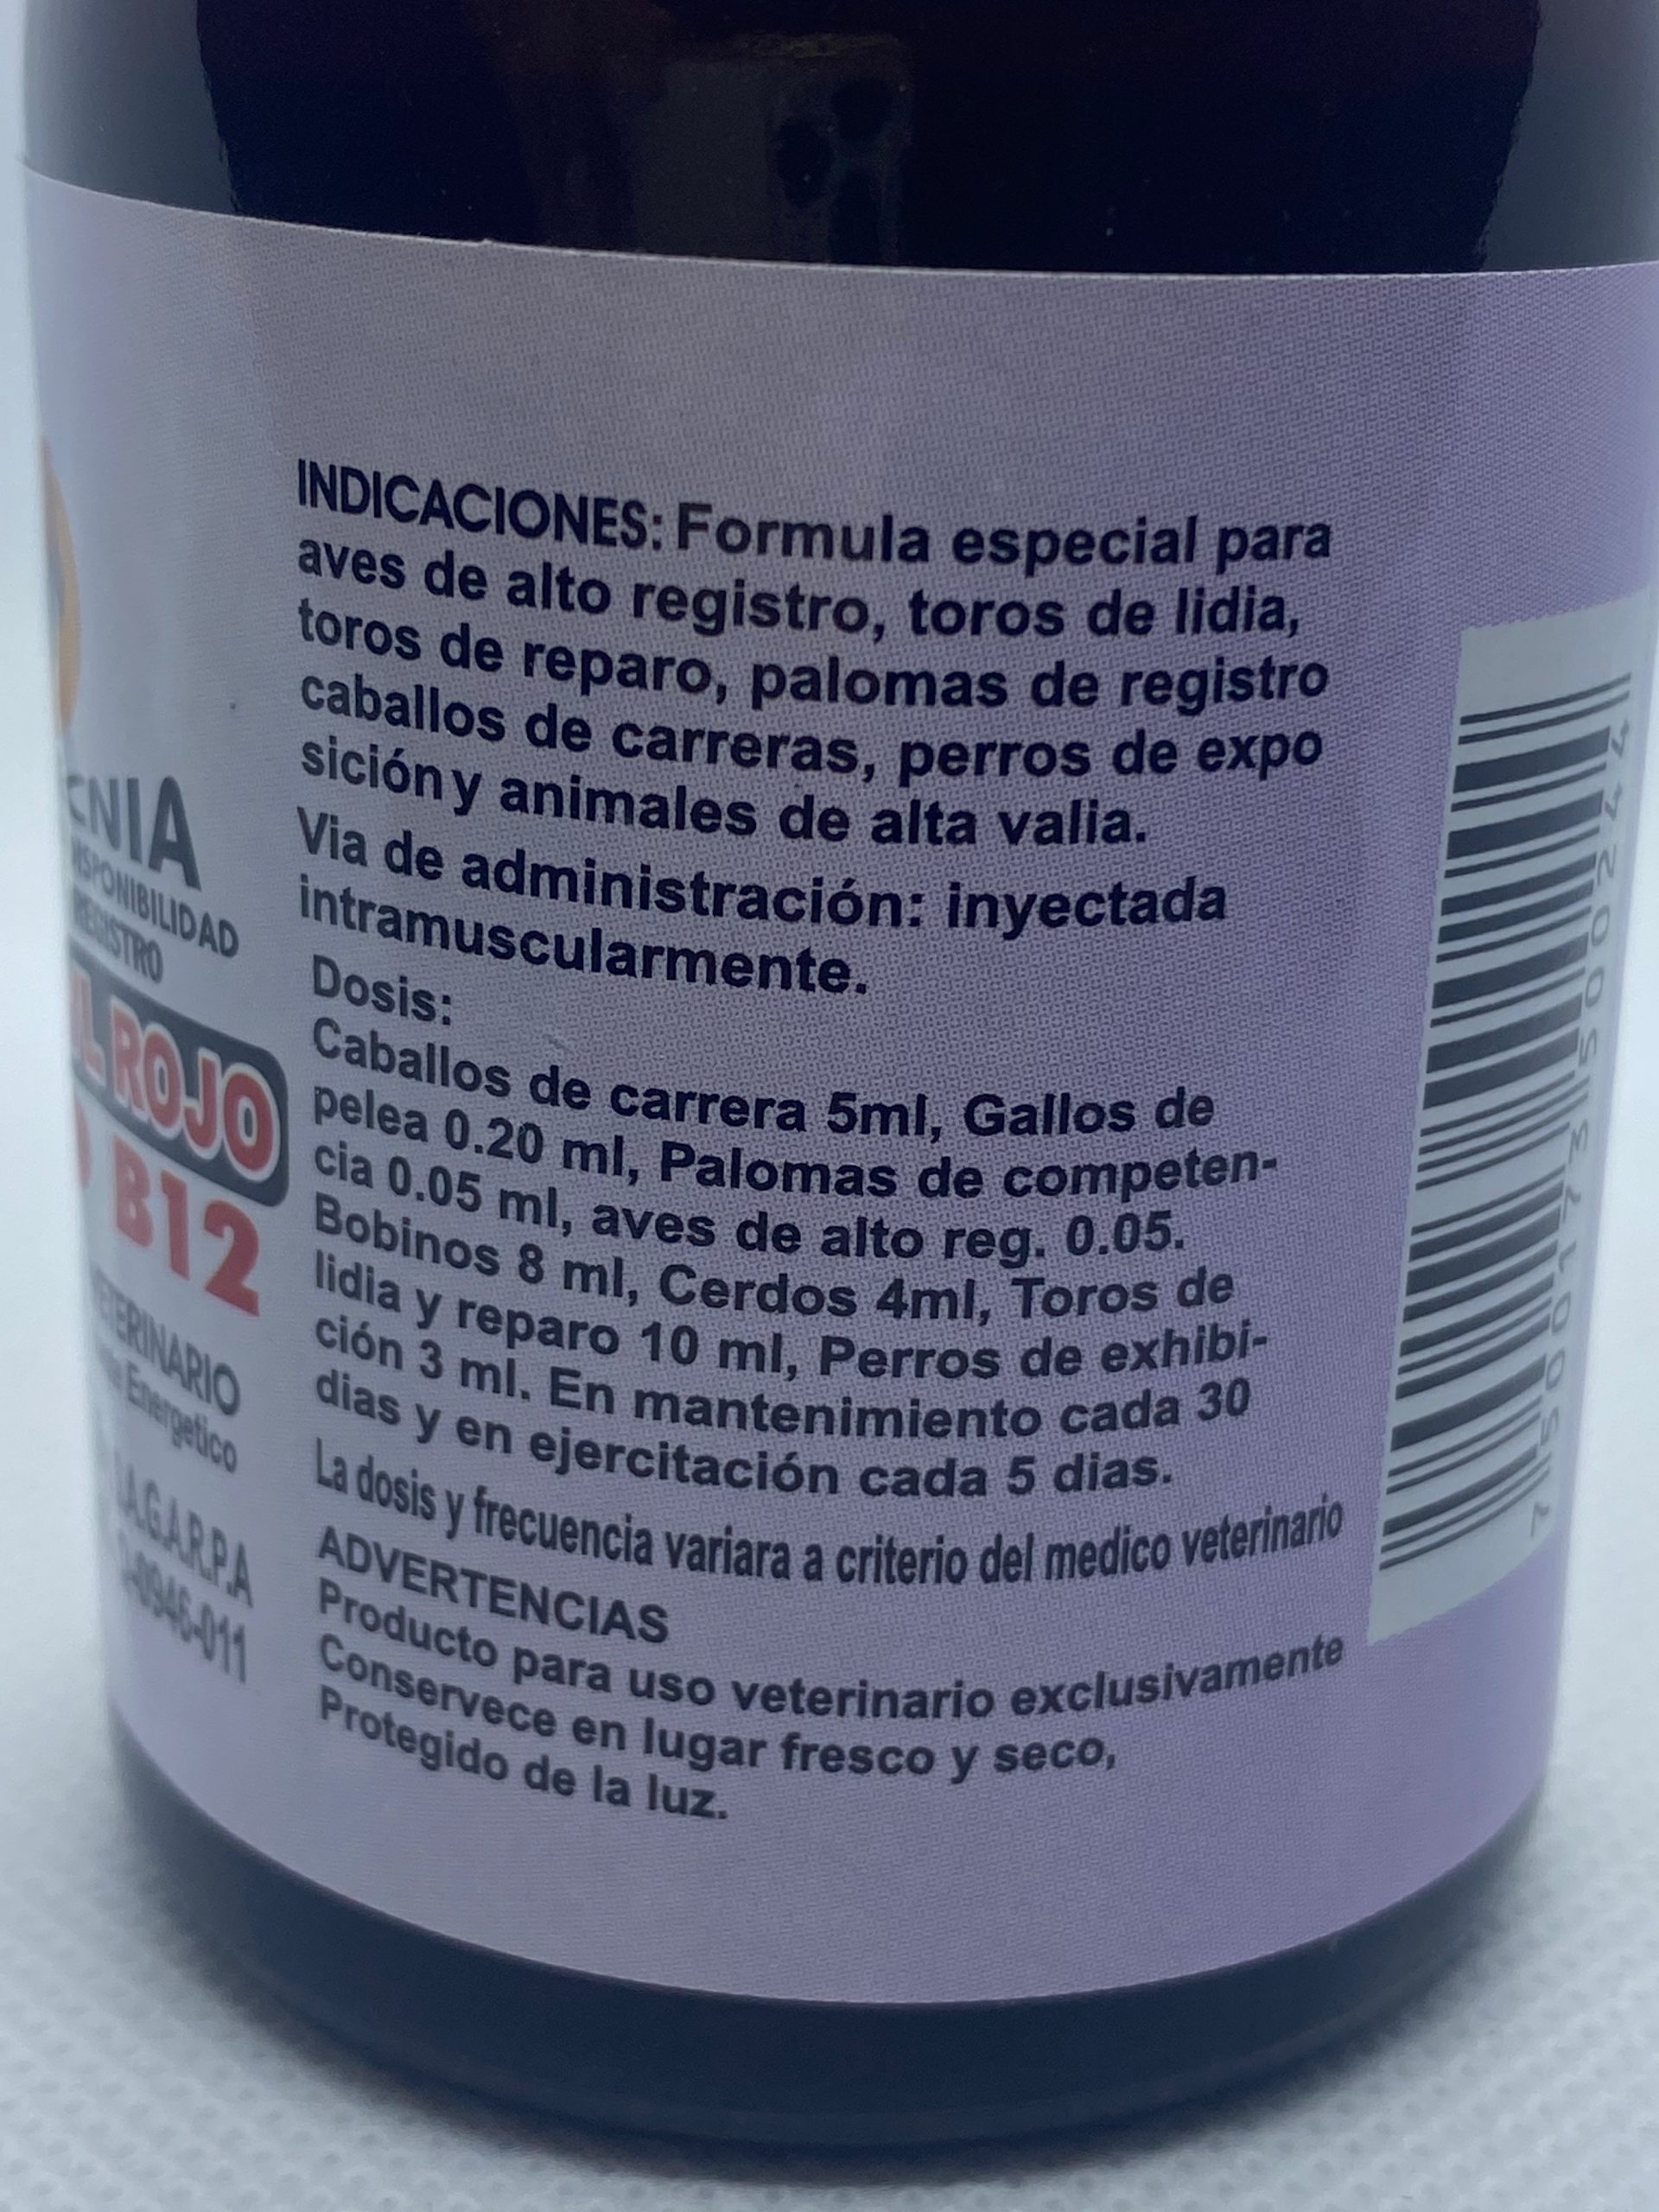 INDICACIONES: Formula especial para
aves de alto registro, toros de lidia,
toros de reparo, palomas de registro
caballos de carreras, perros de expo
sición y animales de alta valia.
Via de administración: inyectada
intramuscularmente.
Dosis:
Caballos de carrera 5ml, Gallos de
pelea 0.20 ml, Palomas de competen-
cia 0.05 ml, aves de alto reg. 0.05.
Bobinos 8 ml, Cerdos 4ml, Toros de
lidia y reparo 10 ml, Perros de exhibi-
ción 3 ml. En mantenimiento cada 30
dias y en ejercitación cada 5 dias.
La dosis y frecuencia variara a criterio del medico veterinario
ADVERTENCIAS
Producto para uso veterinario exclusivamente
Conservece en lugar fresco y seco,
Protegido de la luz.
ROJO
B12
Energetico
7 500173 500244